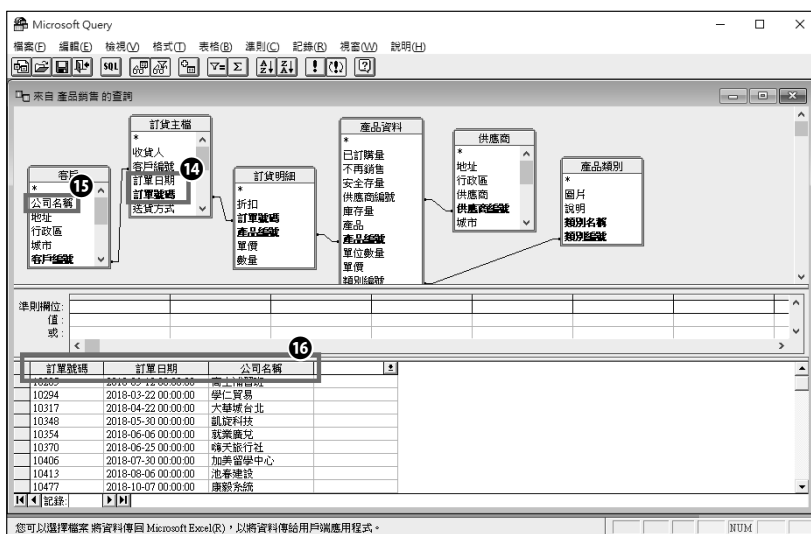 Microsoft Query
檔案(F) 編輯(E) 檢視(V) 格式(T) 表格(B) 準則(C) 記錄(R) 視窗(W) 說明(H)
SQL
來自 產品銷售 的查詢
客戶
*
公司名稱
地址
行政區
城市
客戶編號
⑮
訂貨主檔
*
收貨人
客戶編號
訂單日期
訂單號碼
送貨方式
⑭
訂貨明細
*
折扣
訂單號碼
產品編號
單價
數量
產品資料
*
已訂購量
不再銷售
安全存量
供應商編號
庫存量
產品
產品編號
單位數量
單價
類別編號
供應商
*
地址
行政區
供應商
供應商編號
城市
產品類別
*
圖片
說明
類別名稱
類別編號
準則欄位:
值:
或:
⑯
訂單號碼 訂單日期 公司名稱
10294 2018-03-22 00:00:00 學仁貿易
10317 2018-04-22 00:00:00 大華城台北
10348 2018-05-30 00:00:00 凱旋科技
10354 2018-06-06 00:00:00 就業廣兌
10370 2018-06-25 00:00:00 嗨天旅行社
10406 2018-07-30 00:00:00 加美留學中心
10413 2018-08-06 00:00:00 池春建設
10477 2018-10-07 00:00:00 康毅系統
記錄:
您可以選擇檔案 將資料傳回 Microsoft Excel(R)，以將資料傳給用戶端應用程式。
NUM